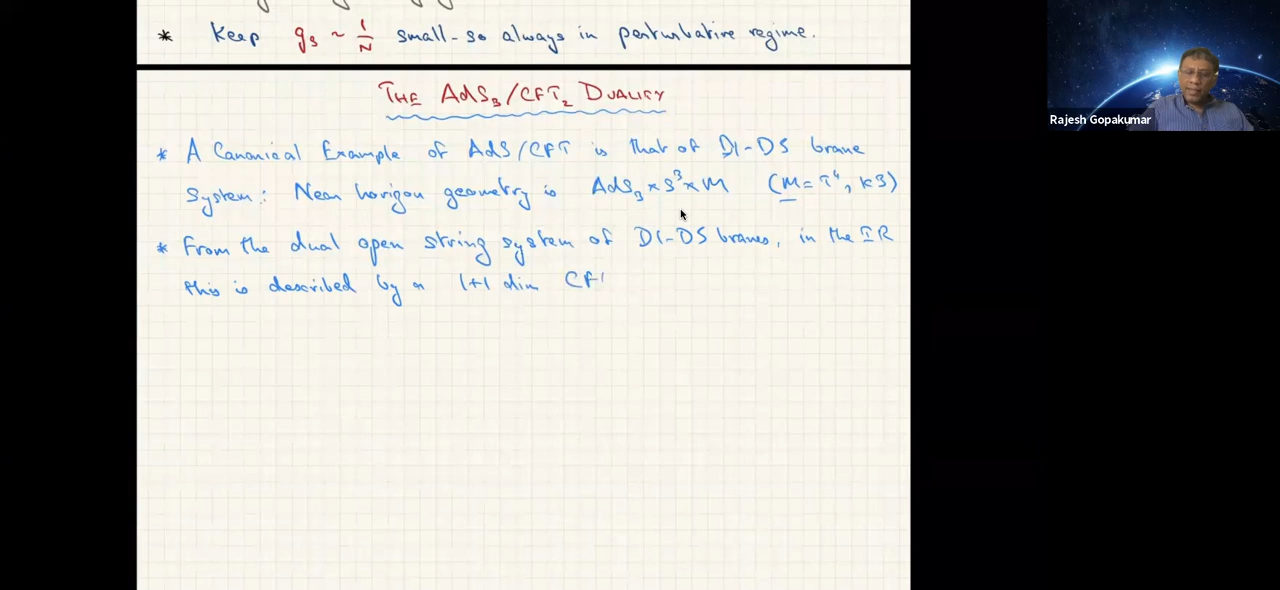 * Keep g_s ~ 1/N small - so always in perturbative regime.
THE AdS₃/CFT₂ DUALITY
* A Canonical Example of AdS/CFT is that of D1-D5 brane
System: Near horizon geometry is AdS₃ × S³ × M (M = T⁴, K3)
* From the dual open string system of D1-D5 branes, in the IR
this is described by a 1+1 dim CF
Rajesh Gopakumar